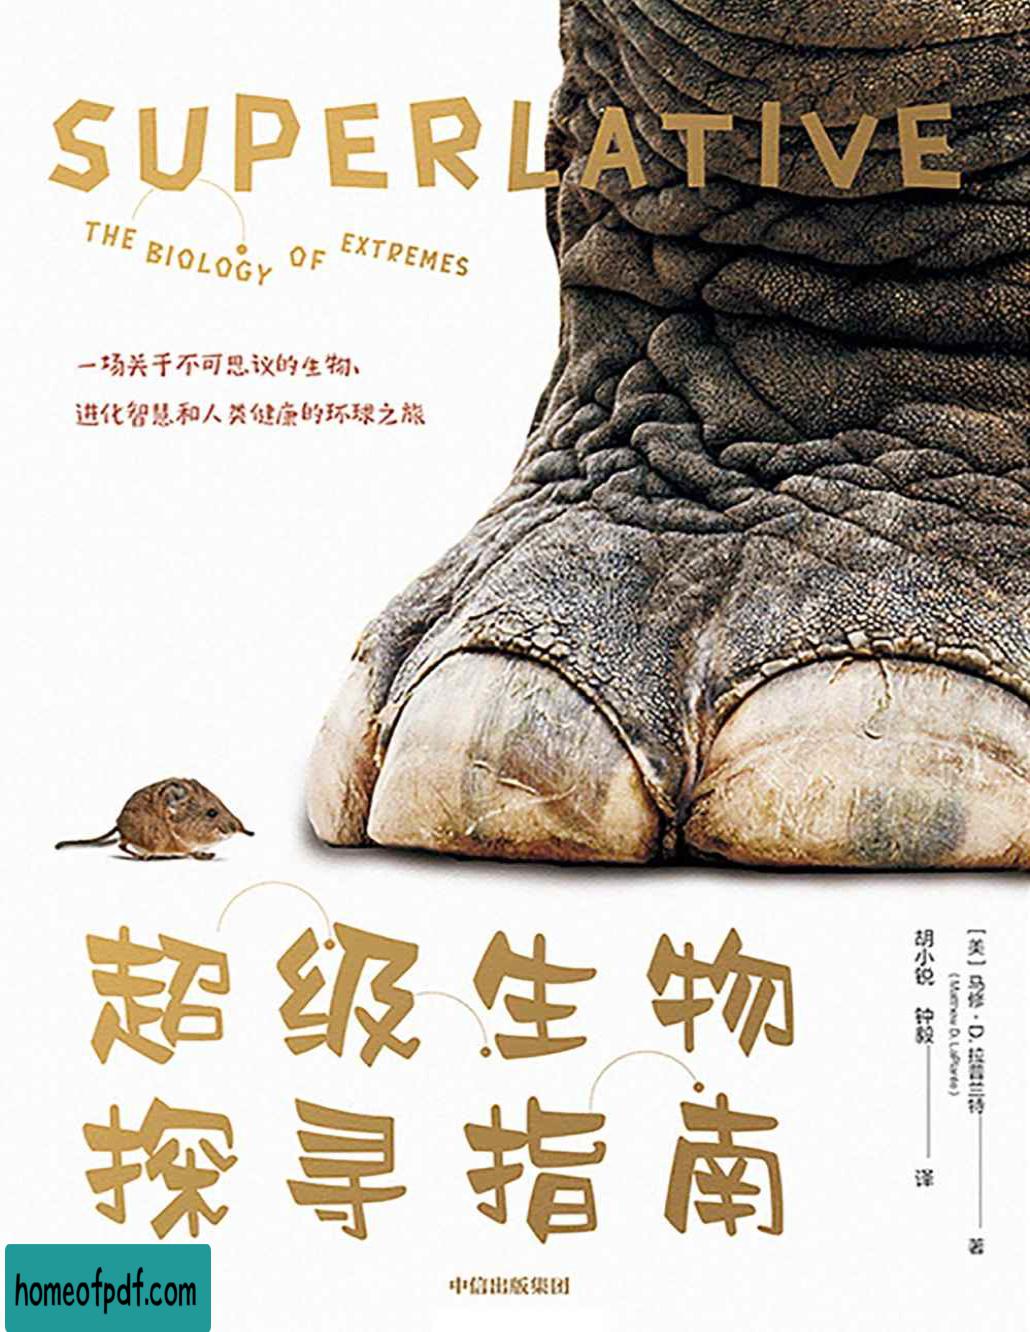 SUPERLATIVE
THE BIOLOGY OF EXTREMES
一场关于不可思议的生物、
进化智慧和人类健康的环球之旅
超级生物
探寻指南
[美] 马修·D.拉普兰特
(Matthew D. LaPlante)
著
胡小锐 钟毅
译
中信出版集团
homeofpdf.com